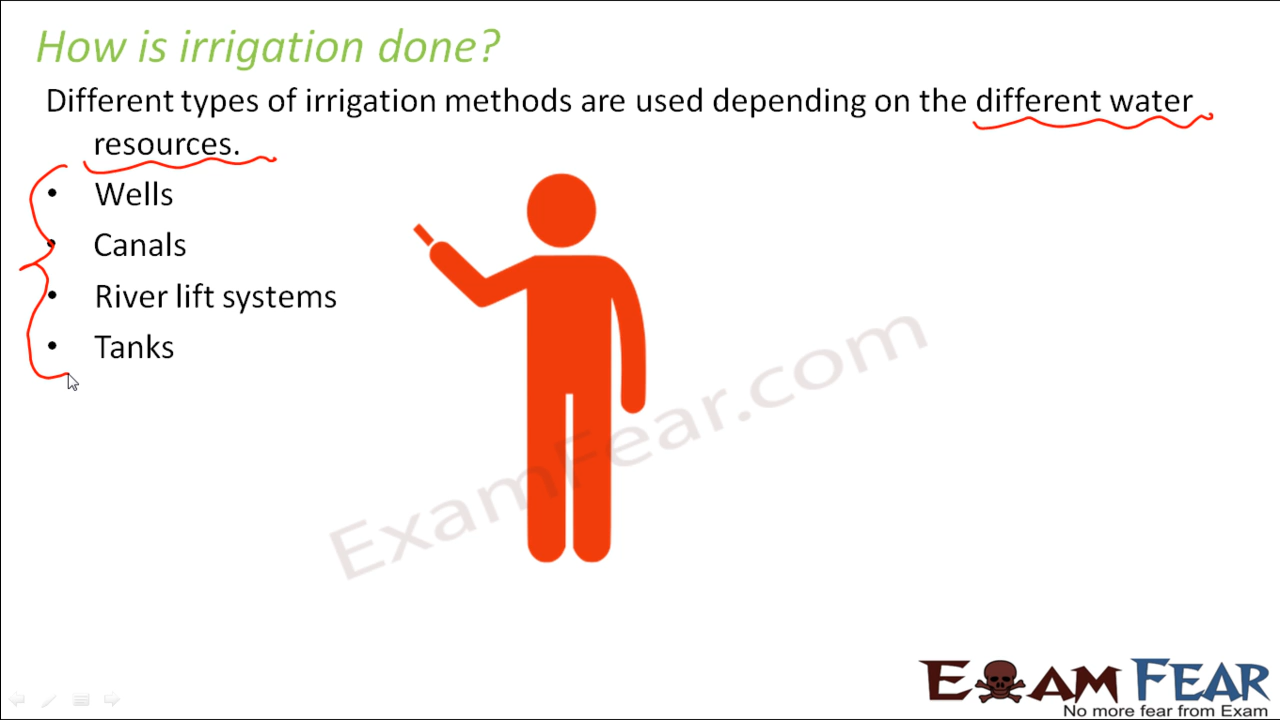 How is irrigation done?
Different types of irrigation methods are used depending on the different water
resources.
• Wells
• Canals
• River lift systems
• Tanks
ExamFear.com
EXAM FEAR
No more fear from Exam